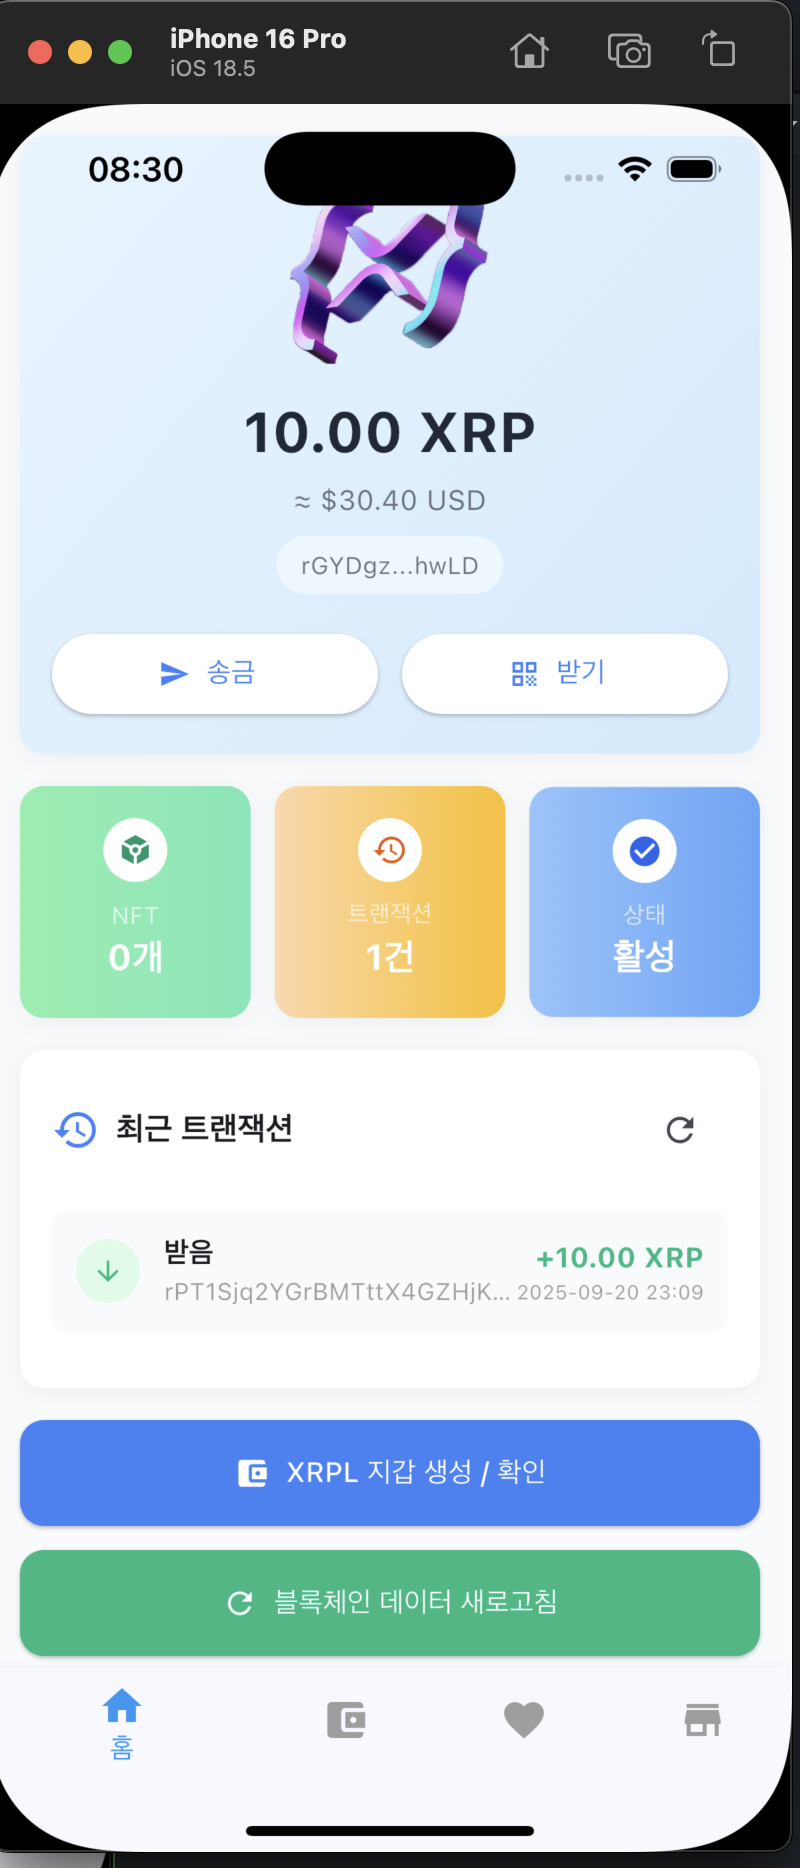 iPhone 16 Pro
iOS 18.5
08:30
10.00 XRP
≈ $30.40 USD
rGYDgz...hwLD
송금
받기
NFT
0개
트랜잭션
1건
상태
활성
최근 트랜잭션
받음
+10.00 XRP
rPT1Sjq2YGrBMTttX4GZHjK... 2025-09-20 23:09
XRPL 지갑 생성 / 확인
블록체인 데이터 새로고침
홈